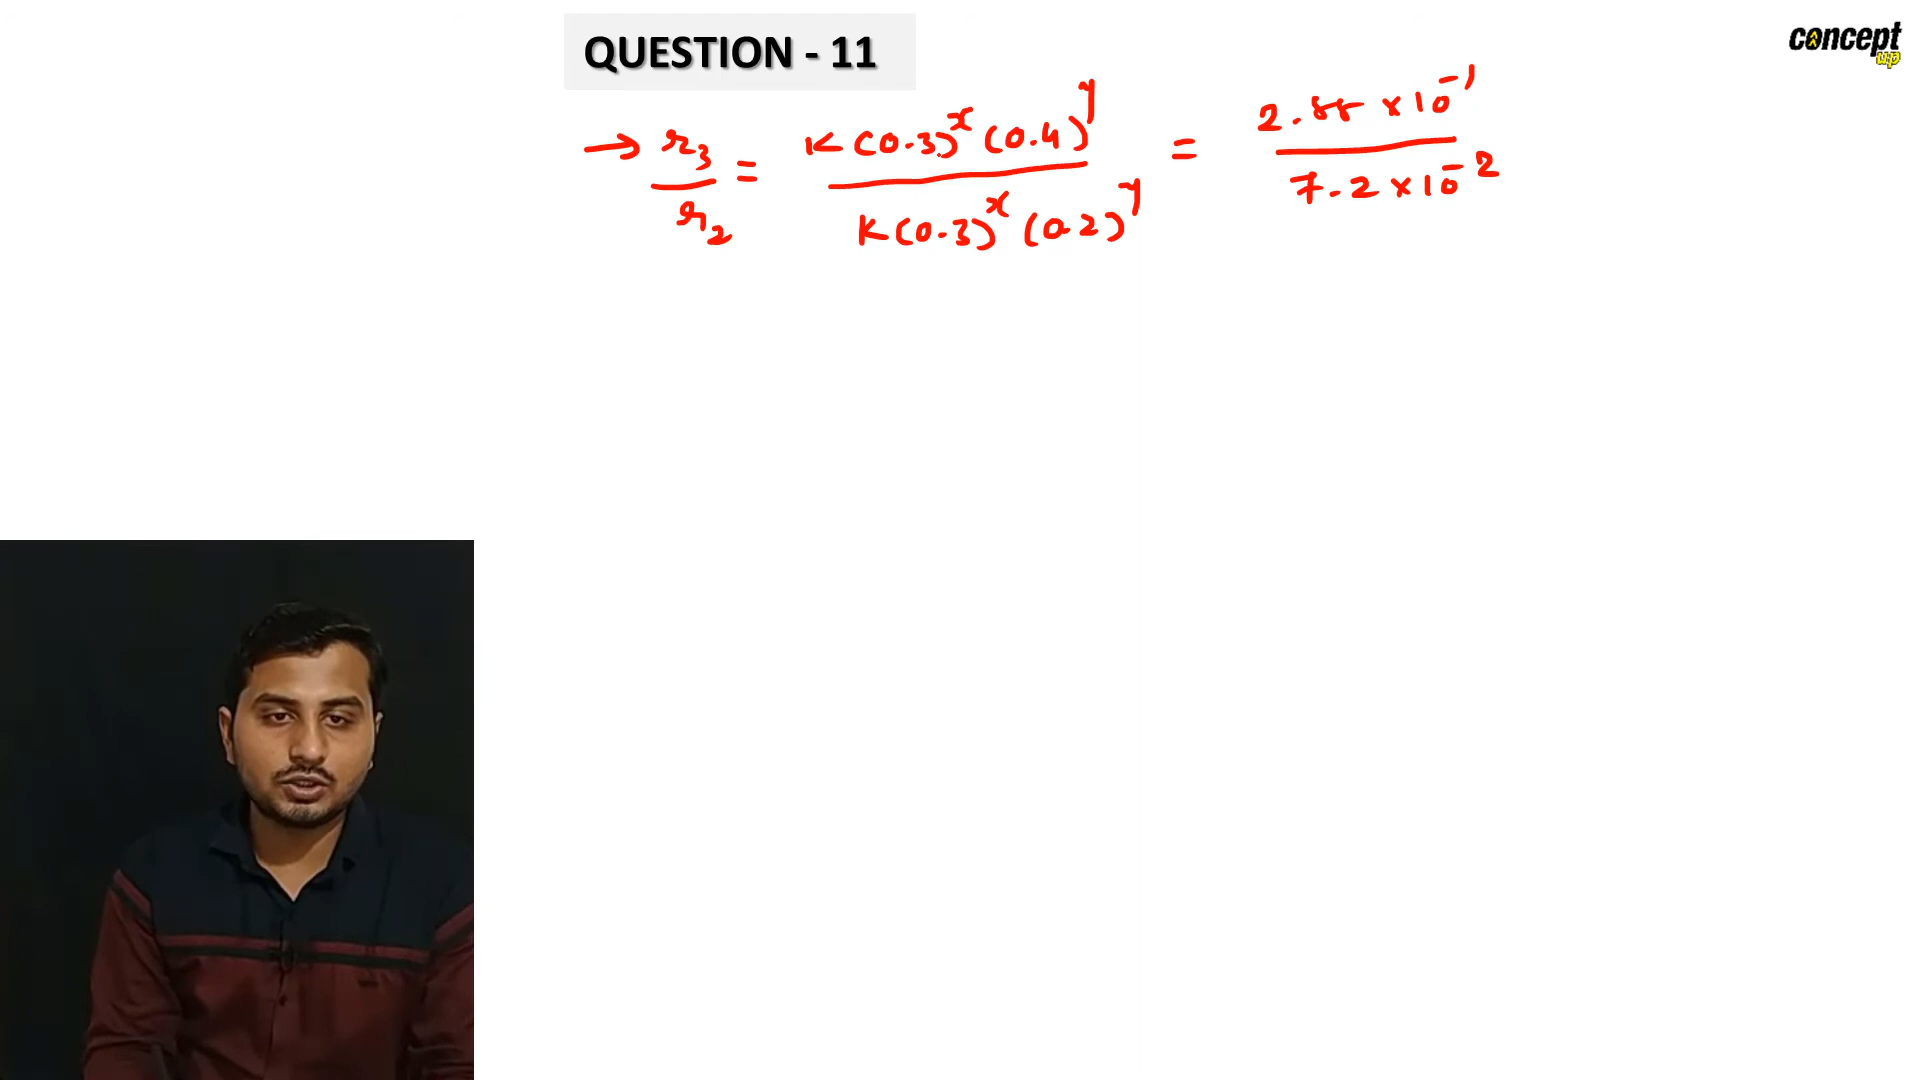 QUESTION - 11
concept
up
→ r₃/r₂ = K(0.3)ˣ(0.4)ʸ / K(0.3)ˣ(0.2)ʸ = 2.88 × 10⁻¹ / 7.2 × 10⁻²